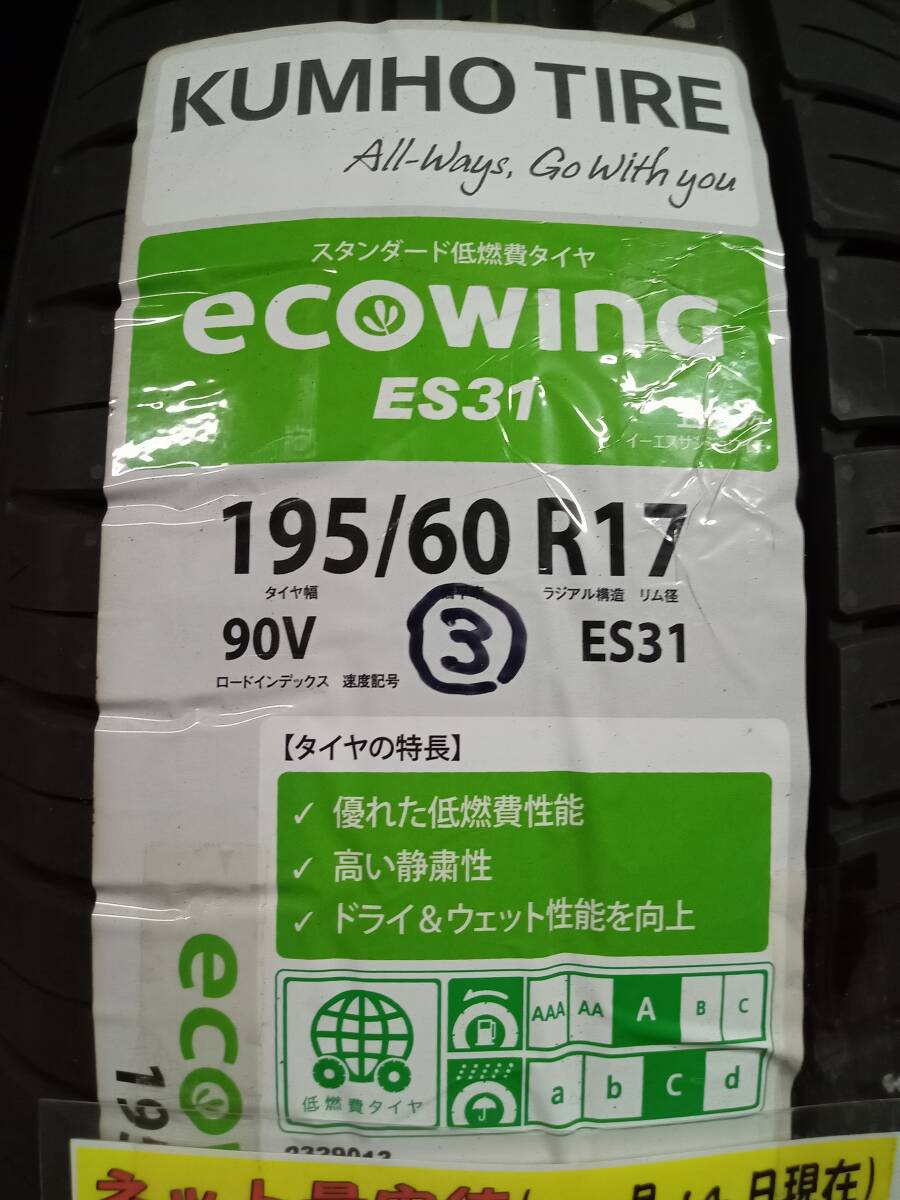 KUMHO TIRE
All-Ways, Go With you
スタンダード低燃費タイヤ
ecowing
ES31
195/60 R17
タイヤ幅 ラジアル構造 リム径
90V ③ ES31
ロードインデックス 速度記号
【タイヤの特長】
✓ 優れた低燃費性能
✓ 高い静粛性
✓ ドライ&ウェット性能を向上
AAA AA A B C
a b c d
低燃費タイヤ
eco
195